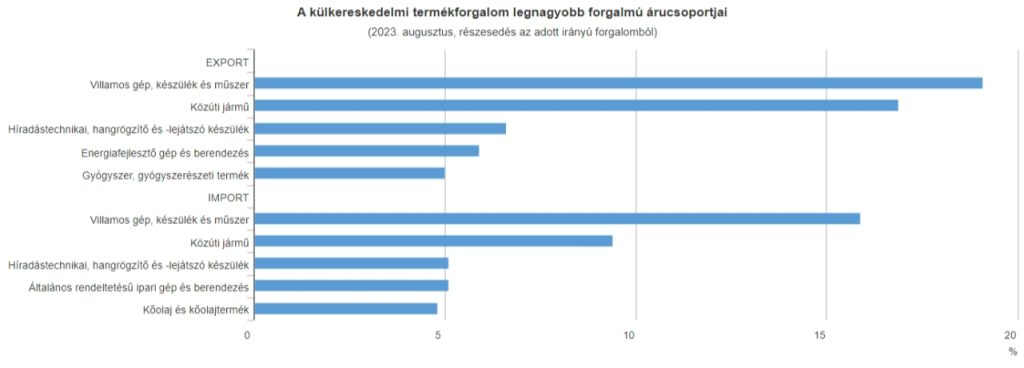 A külkereskedelmi termékforgalom legnagyobb forgalmú árucsoportjai
(2023. augusztus, részesedés az adott irányú forgalomból)
EXPORT
Villamos gép, készülék és műszer
Közúti jármű
Híradástechnikai, hangrögzítő és -lejátszó készülék
Energiafejlesztő gép és berendezés
Gyógyszer, gyógyszerészeti termék
IMPORT
Villamos gép, készülék és műszer
Közúti jármű
Híradástechnikai, hangrögzítő és -lejátszó készülék
Általános rendeltetésű ipari gép és berendezés
Kőolaj és kőolajtermék
0 5 10 15 20
%